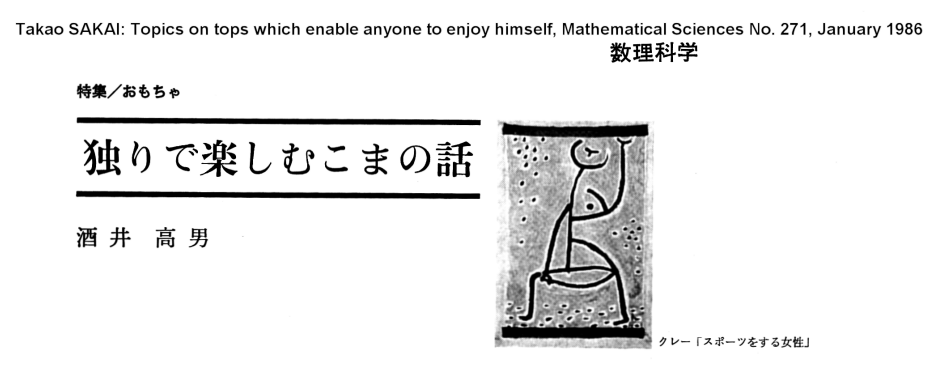 Takao SAKAI: Topics on tops which enable anyone to enjoy himself, Mathematical Sciences No. 271, January 1986
数理科学
特集／おもちゃ
独りで楽しむこまの話
酒井 高男
クレー「スポーツをする女性」